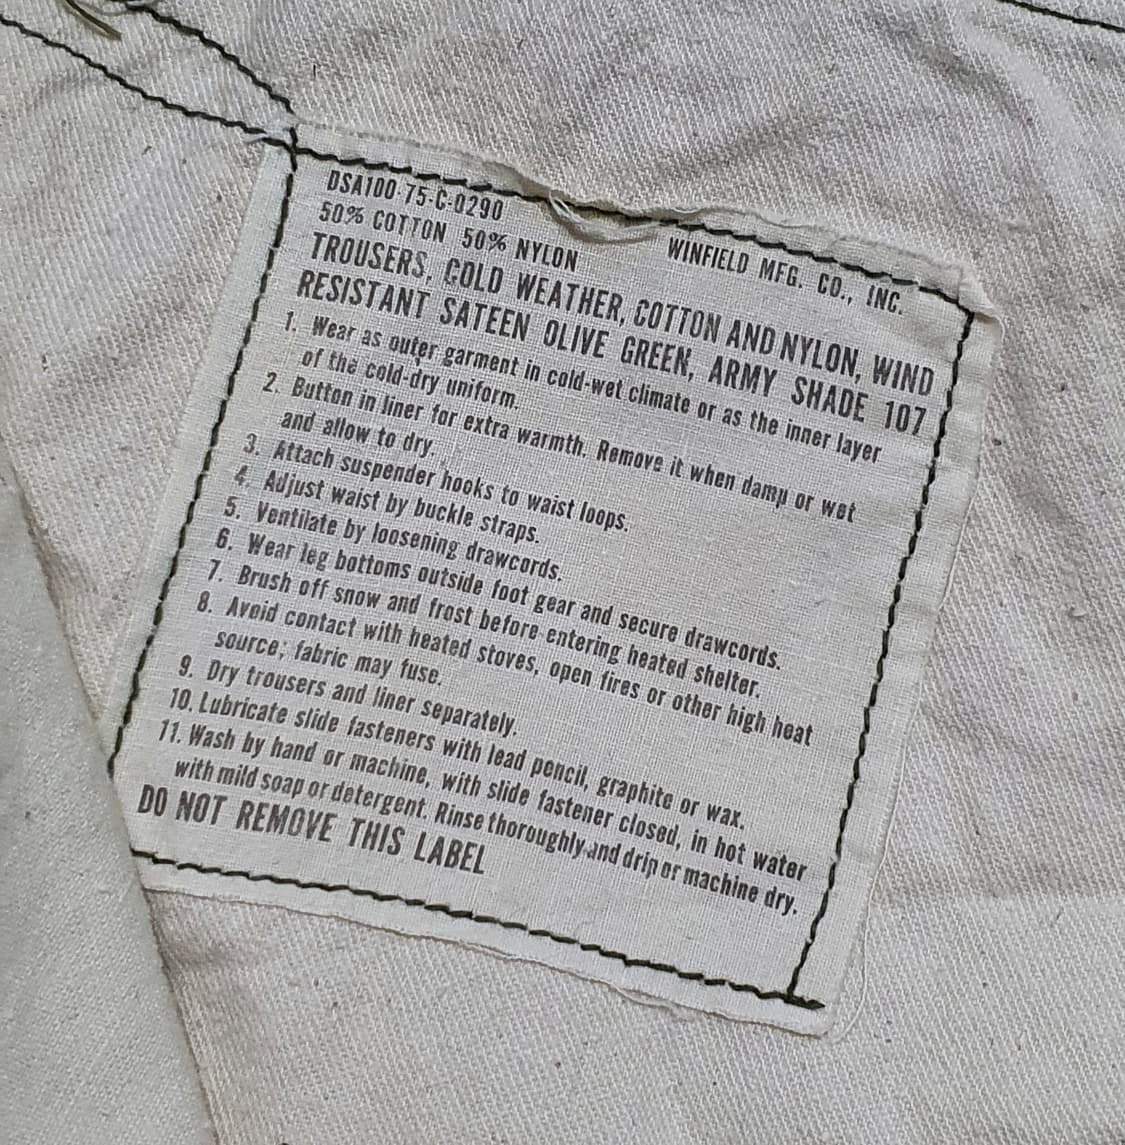 DSA100-75-C-0290
50% COTTON 50% NYLON WINFIELD MFG. CO., INC.
TROUSERS, COLD WEATHER, COTTON AND NYLON, WIND
RESISTANT SATEEN OLIVE GREEN, ARMY SHADE 107
1. Wear as outer garment in cold-wet climate or as the inner layer
of the cold-dry uniform.
2. Button in liner for extra warmth. Remove it when damp or wet
and allow to dry.
3. Attach suspender hooks to waist loops.
4. Adjust waist by buckle straps.
5. Ventilate by loosening drawcords.
6. Wear leg bottoms outside foot gear and secure drawcords.
7. Brush off snow and frost before entering heated shelter.
8. Avoid contact with heated stoves, open fires or other high heat
source; fabric may fuse.
9. Dry trousers and liner separately.
10. Lubricate slide fasteners with lead pencil, graphite or wax.
11. Wash by hand or machine, with slide fastener closed, in hot water
with mild soap or detergent. Rinse thoroughly and drip or machine dry.
DO NOT REMOVE THIS LABEL